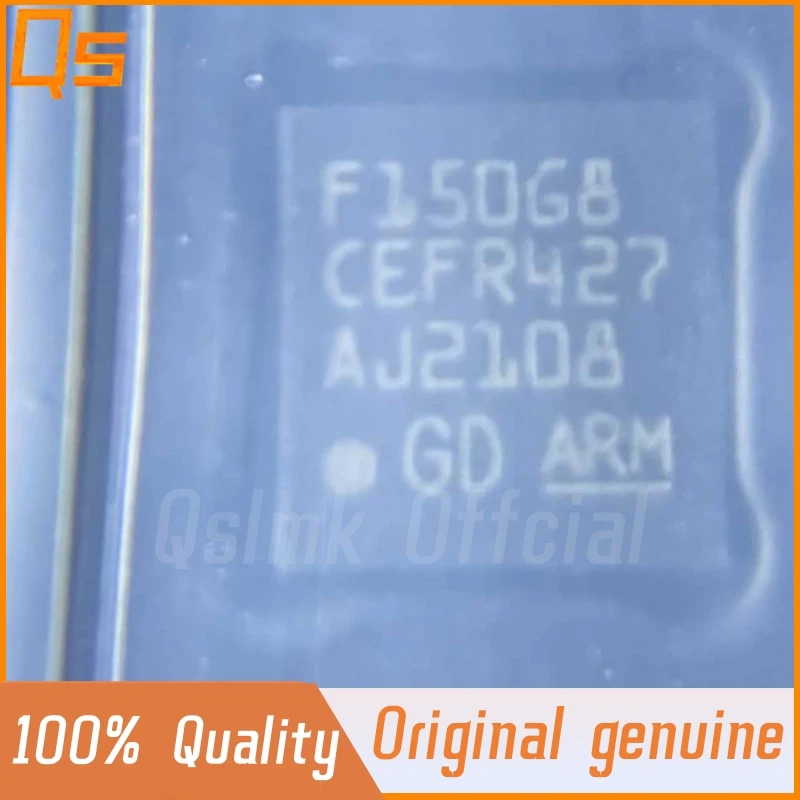 QS
F150G8
CEFR427
AJ2108
GD ARM
Qslmk Offcial
100% Quality
Original genuine